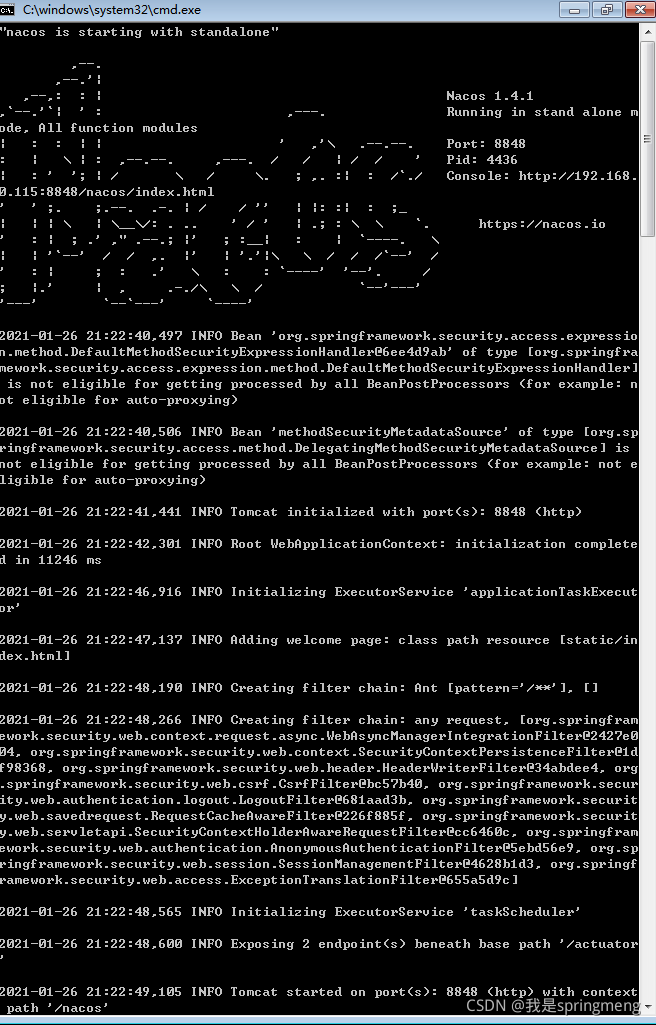 C:\windows\system32\cmd.exe
"nacos is starting with standalone"
Nacos 1.4.1
Running in stand alone m
ode, All function modules
Port: 8848
Pid: 4436
Console: http://192.168.
0.115:8848/nacos/index.html
https://nacos.io
2021-01-26 21:22:40,497 INFO Bean 'org.springframework.security.access.expressio
n.method.DefaultMethodSecurityExpressionHandler@6ee4d9ab' of type [org.springfra
mework.security.access.expression.method.DefaultMethodSecurityExpressionHandler]
 is not eligible for getting processed by all BeanPostProcessors (for example: n
ot eligible for auto-proxying)
2021-01-26 21:22:40,506 INFO Bean 'methodSecurityMetadataSource' of type [org.sp
ringframework.security.access.method.DelegatingMethodSecurityMetadataSource] is
not eligible for getting processed by all BeanPostProcessors (for example: not e
ligible for auto-proxying)
2021-01-26 21:22:41,441 INFO Tomcat initialized with port(s): 8848 (http)
2021-01-26 21:22:42,301 INFO Root WebApplicationContext: initialization complete
d in 11246 ms
2021-01-26 21:22:46,916 INFO Initializing ExecutorService 'applicationTaskExecut
or'
2021-01-26 21:22:47,137 INFO Adding welcome page: class path resource [static/in
dex.html]
2021-01-26 21:22:48,190 INFO Creating filter chain: Ant [pattern='/**'], []
2021-01-26 21:22:48,266 INFO Creating filter chain: any request, [org.springfram
ework.security.web.context.request.async.WebAsyncManagerIntegrationFilter@2427e0
04, org.springframework.security.web.context.SecurityContextPersistenceFilter@1d
f98368, org.springframework.security.web.header.HeaderWriterFilter@34abdee4, org
.springframework.security.web.csrf.CsrfFilter@bc57b40, org.springframework.secur
ity.web.authentication.logout.LogoutFilter@681aad3b, org.springframework.securit
y.web.savedrequest.RequestCacheAwareFilter@226f885f, org.springframework.securit
y.web.servletapi.SecurityContextHolderAwareRequestFilter@cc6460c, org.springfram
ework.security.web.authentication.AnonymousAuthenticationFilter@5ebd56e9, org.sp
ringframework.security.web.session.SessionManagementFilter@4628b1d3, org.springf
ramework.security.web.access.ExceptionTranslationFilter@655a5d9c]
2021-01-26 21:22:48,565 INFO Initializing ExecutorService 'taskScheduler'
2021-01-26 21:22:48,600 INFO Exposing 2 endpoint(s) beneath base path '/actuator
'
2021-01-26 21:22:49,105 INFO Tomcat started on port(s): 8848 (http) with context
 path '/nacos'
CSDN @我是springmeng